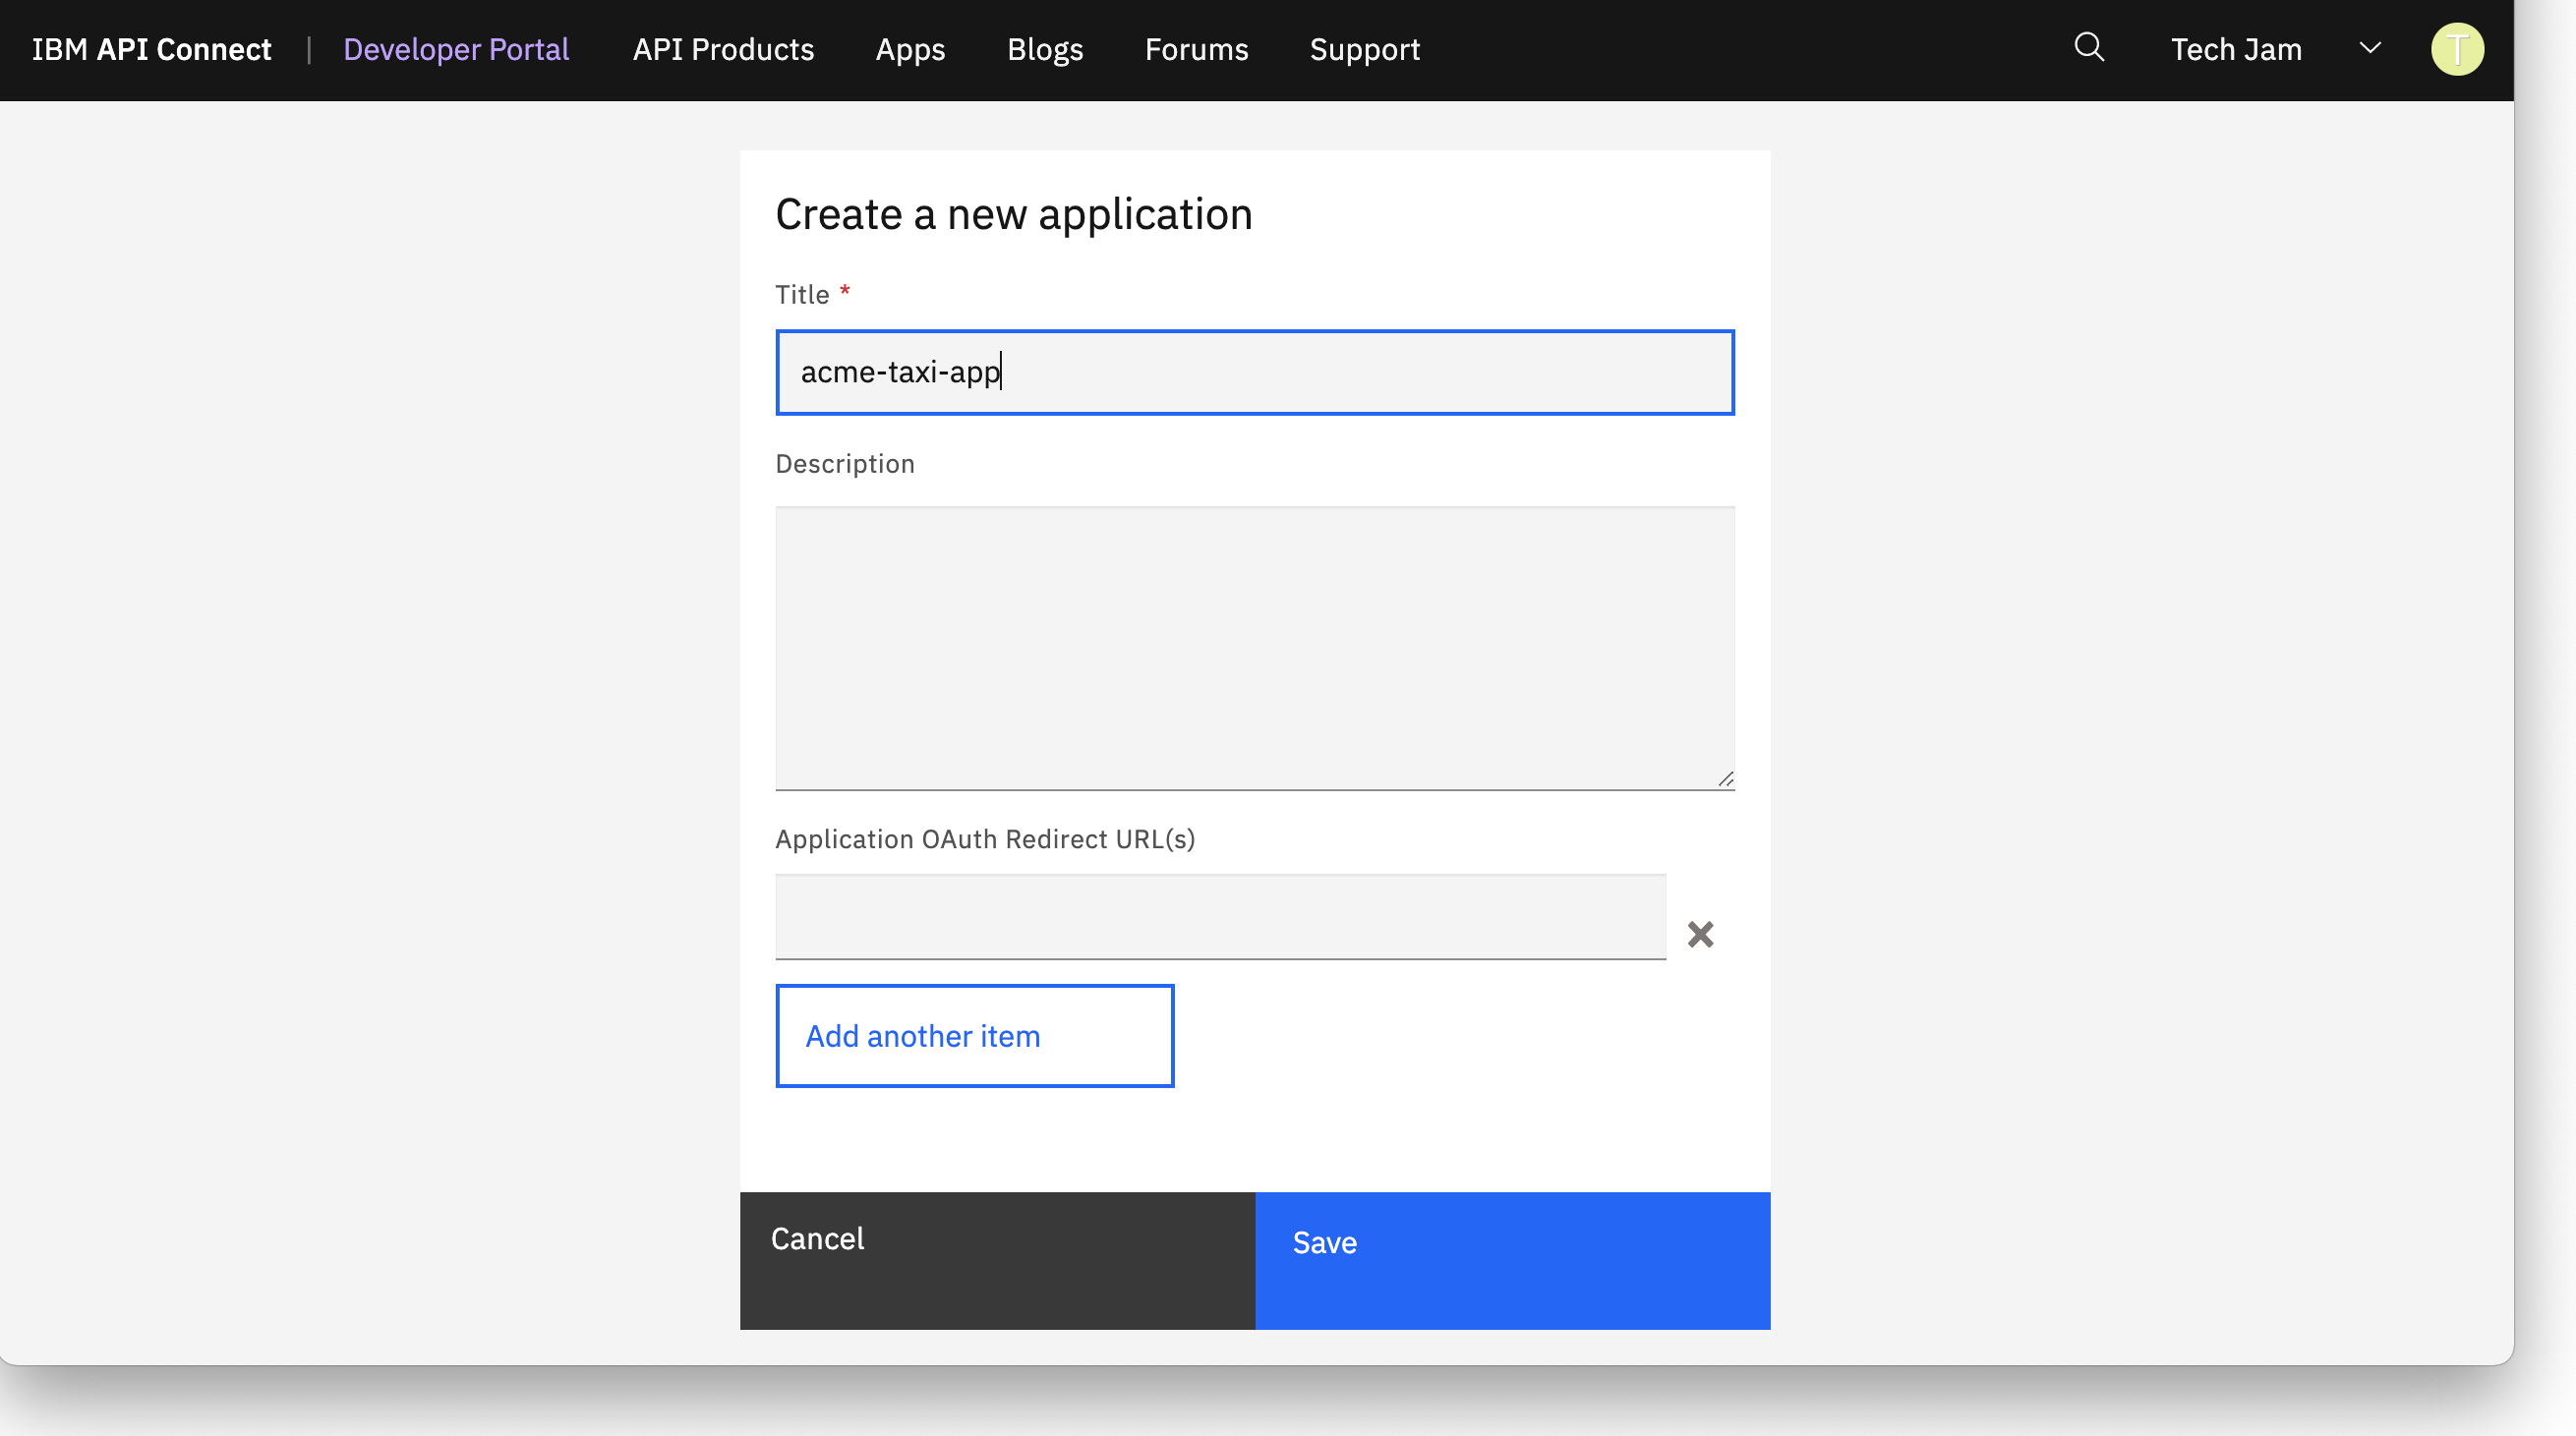 IBM API Connect | Developer Portal API Products Apps Blogs Forums Support Tech Jam T
Create a new application
Title *
acme-taxi-app
Description
Application OAuth Redirect URL(s)
Add another item
Cancel Save